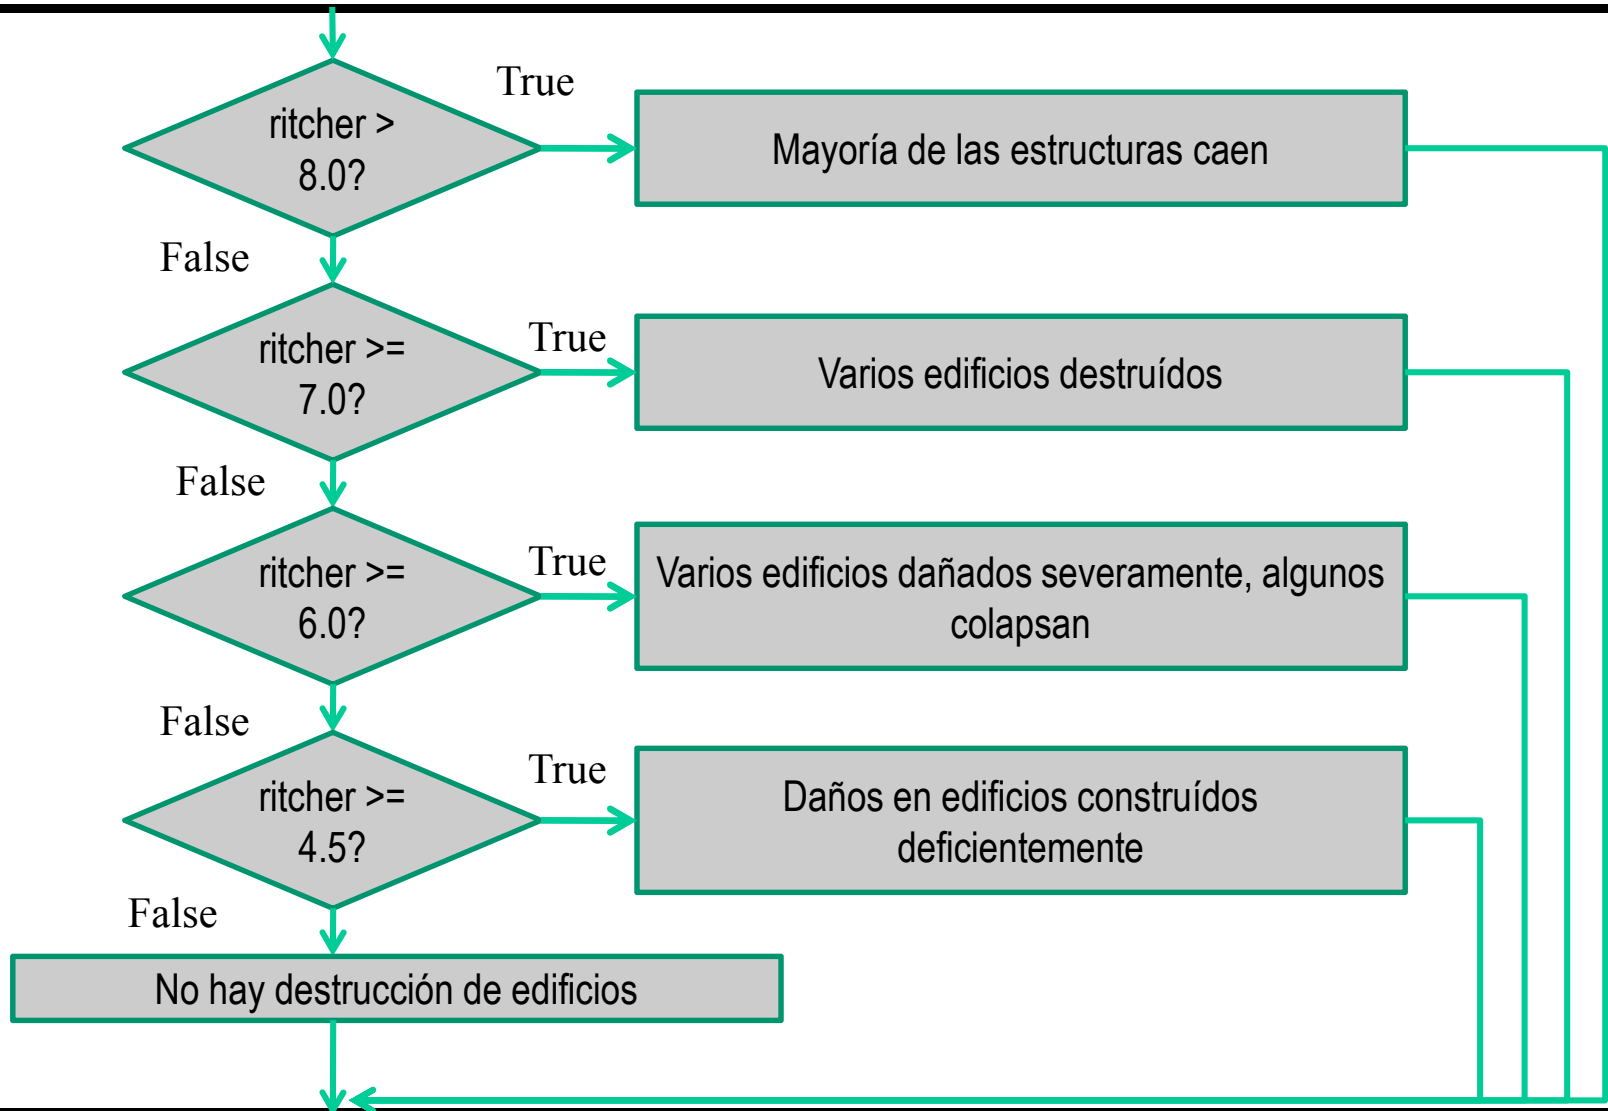 True
ritcher >
8.0?
Mayoría de las estructuras caen
False
True
ritcher >=
7.0?
Varios edificios destruídos
False
True
ritcher >=
6.0?
Varios edificios dañados severamente, algunos
colapsan
False
True
ritcher >=
4.5?
Daños en edificios construídos
deficientemente
False
No hay destrucción de edificios